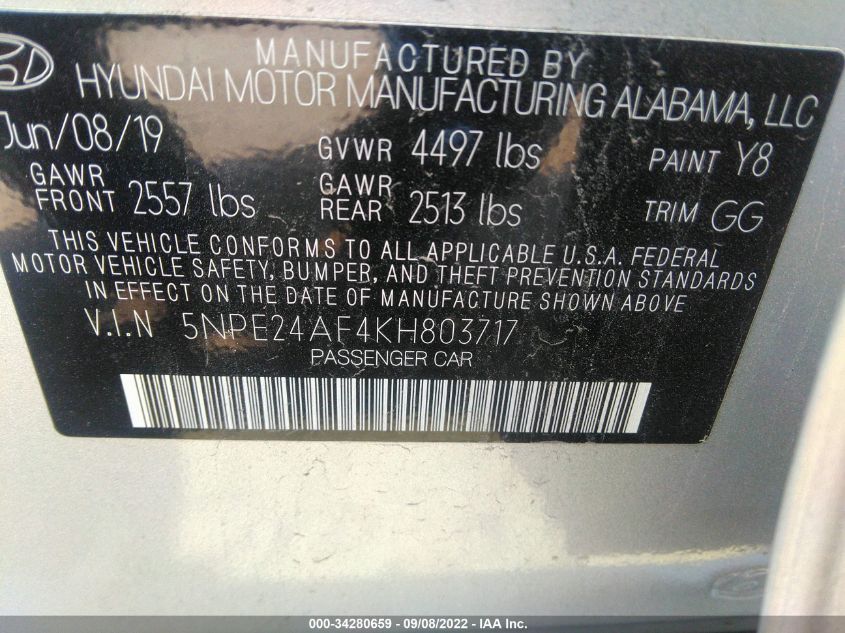 MANUFACTURED BY
HYUNDAI MOTOR MANUFACTURING ALABAMA, LLC
Jun/08/19 GVWR 4497 lbs PAINT Y8
GAWR FRONT 2557 lbs GAWR REAR 2513 lbs TRIM GG
THIS VEHICLE CONFORMS TO ALL APPLICABLE U.S.A. FEDERAL
MOTOR VEHICLE SAFETY, BUMPER, AND THEFT PREVENTION STANDARDS
IN EFFECT ON THE DATE OF MANUFACTURE SHOWN ABOVE
V.I.N 5NPE24AF4KH803717
PASSENGER CAR
000-34280659 - 09/08/2022 - IAA Inc.